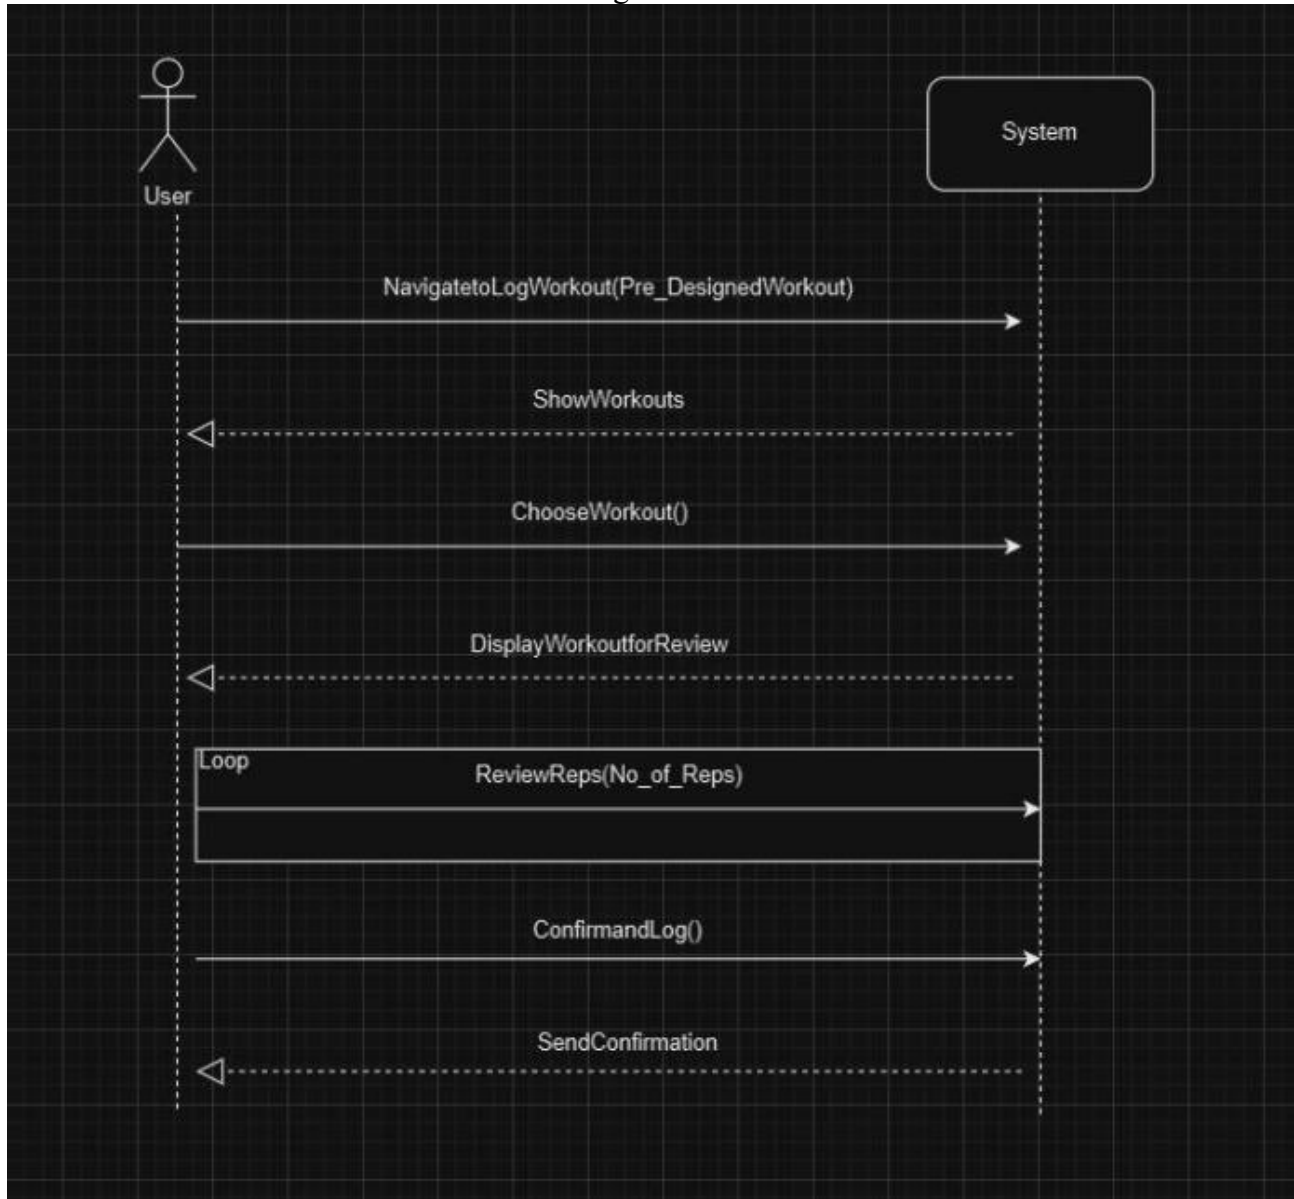 User
System
NavigatetoLogWorkout(Pre_DesignedWorkout)
ShowWorkouts
ChooseWorkout()
DisplayWorkoutforReview
Loop
ReviewReps(No_of_Reps)
ConfirmandLog()
SendConfirmation